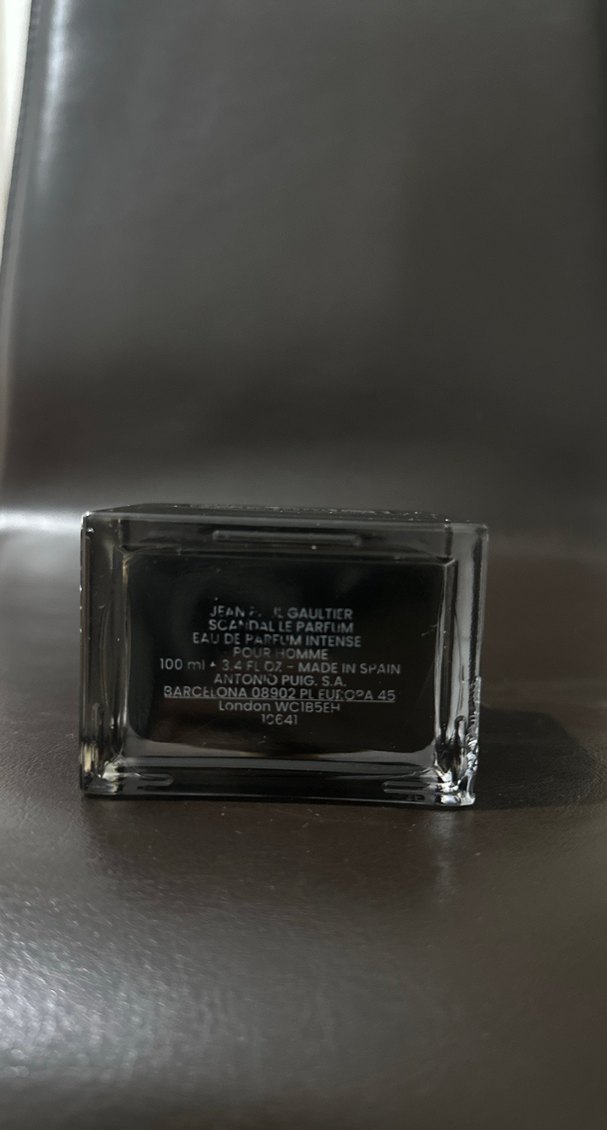 JEAN GAULTIER
SCANDAL LE PARFUM
EAU DE PARFUM INTENSE
POUR HOMME
100 ml • 3.4 FL OZ - MADE IN SPAIN
ANTONIO PUIG. S.A.
BARCELONA 08902 PL EUROPA 45
London WC1B5EH
10641